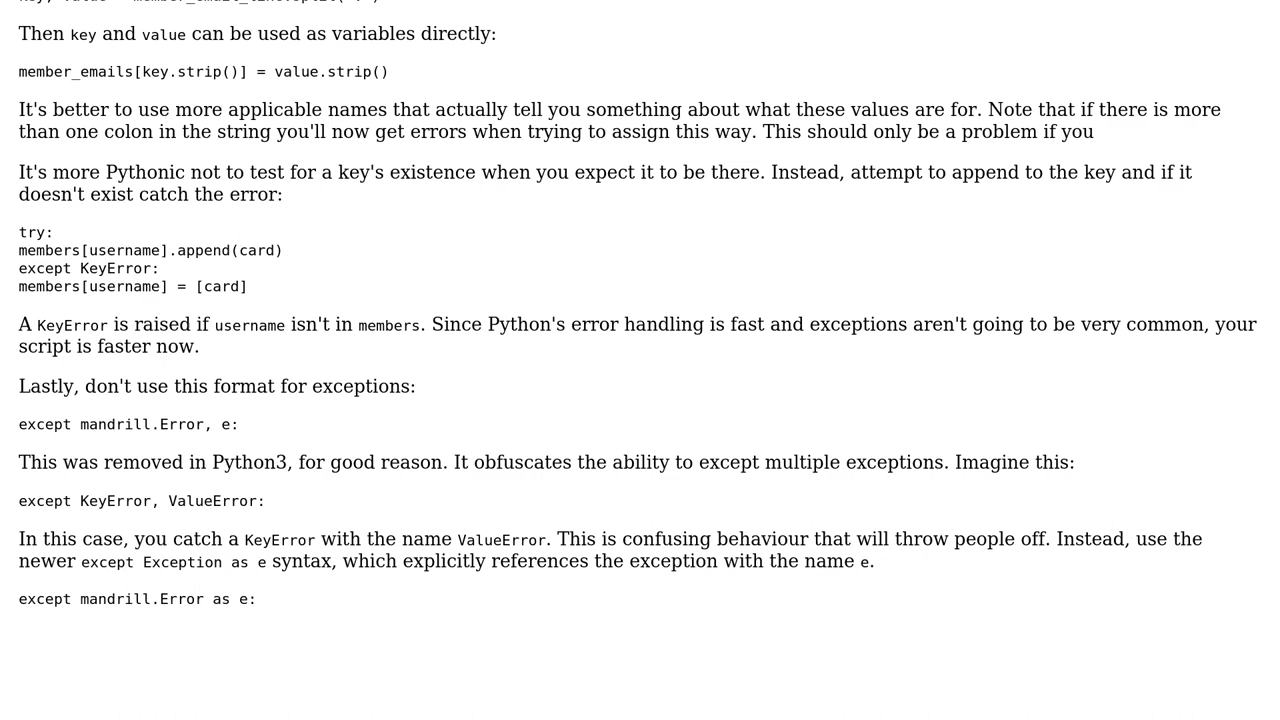 Then key and value can be used as variables directly:
member_emails[key.strip()] = value.strip()
It's better to use more applicable names that actually tell you something about what these values are for. Note that if there is more
than one colon in the string you'll now get errors when trying to assign this way. This should only be a problem if you
It's more Pythonic not to test for a key's existence when you expect it to be there. Instead, attempt to append to the key and if it
doesn't exist catch the error:
try:
members[username].append(card)
except KeyError:
members[username] = [card]
A KeyError is raised if username isn't in members. Since Python's error handling is fast and exceptions aren't going to be very common, your
script is faster now.
Lastly, don't use this format for exceptions:
except mandrill.Error, e:
This was removed in Python3, for good reason. It obfuscates the ability to except multiple exceptions. Imagine this:
except KeyError, ValueError:
In this case, you catch a KeyError with the name ValueError. This is confusing behaviour that will throw people off. Instead, use the
newer except Exception as e syntax, which explicitly references the exception with the name e.
except mandrill.Error as e: